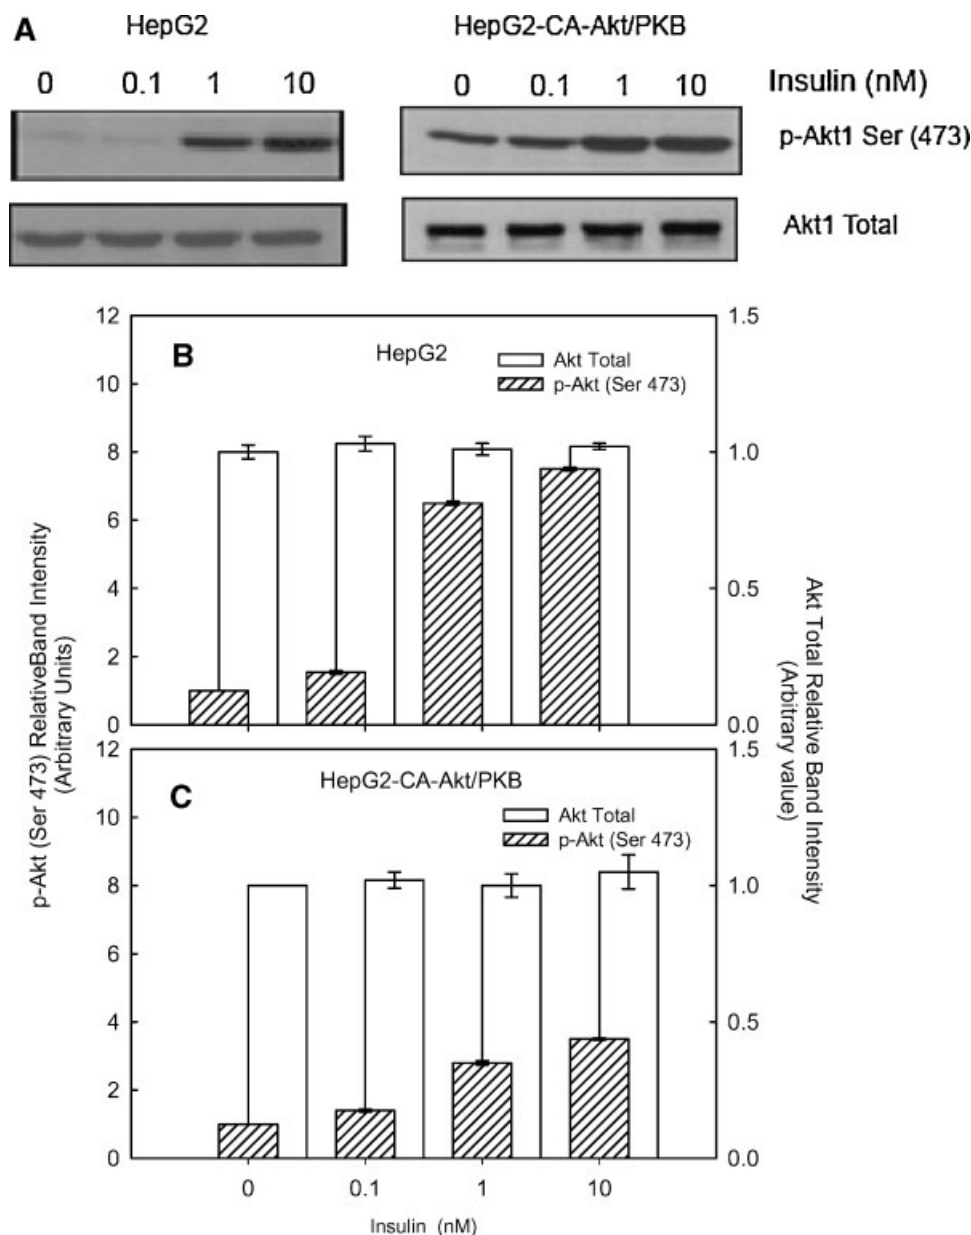 A
HepG2
HepG2-CA-Akt/PKB
0 0.1 1 10
0 0.1 1 10
Insulin (nM)
p-Akt1 Ser (473)
Akt1 Total
B
HepG2
Akt Total
p-Akt (Ser 473)
12
10
8
6
4
2
0
1.5
1.0
0.5
0.0
p-Akt (Ser 473) RelativeBand Intensity
(Arbitrary Units)
Akt Total Relative Band Intensity
(Arbitrary value)
C
HepG2-CA-Akt/PKB
Akt Total
p-Akt (Ser 473)
12
10
8
6
4
2
0
1.5
1.0
0.5
0.0
0 0.1 1 10
Insulin (nM)